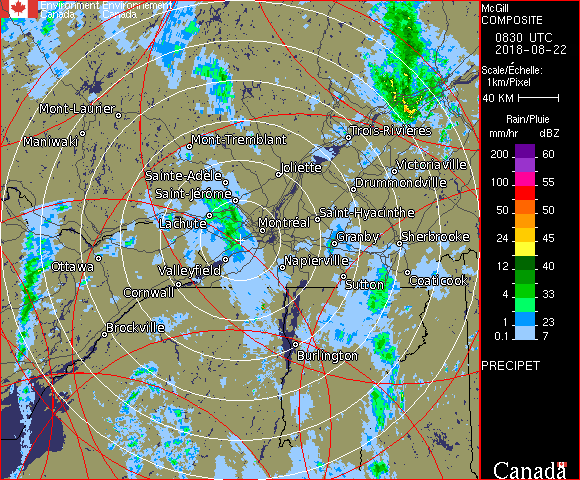 Environment Environnement
Canada Canada
McGill
COMPOSITE
0830 UTC
2018-08-22
Scale/Échelle:
1km/Pixel
40 KM
Rain/Pluie
mm/hr dBZ
200 60
100 55
50 50
24 45
12 40
4 33
1 23
0.1 7
PRECIPET
Mont-Laurier
Maniwaki
Mont-Tremblant
Trois-Rivières
Victoriaville
Joliette
Sainte-Adèle
Drummondville
Saint-Jérôme
Saint-Hyacinthe
Lachute
Montréal
Granby
Sherbrooke
Ottawa
Valleyfield
Napierville
Sutton
Coaticook
Cornwall
Brockville
Burlington
Canada